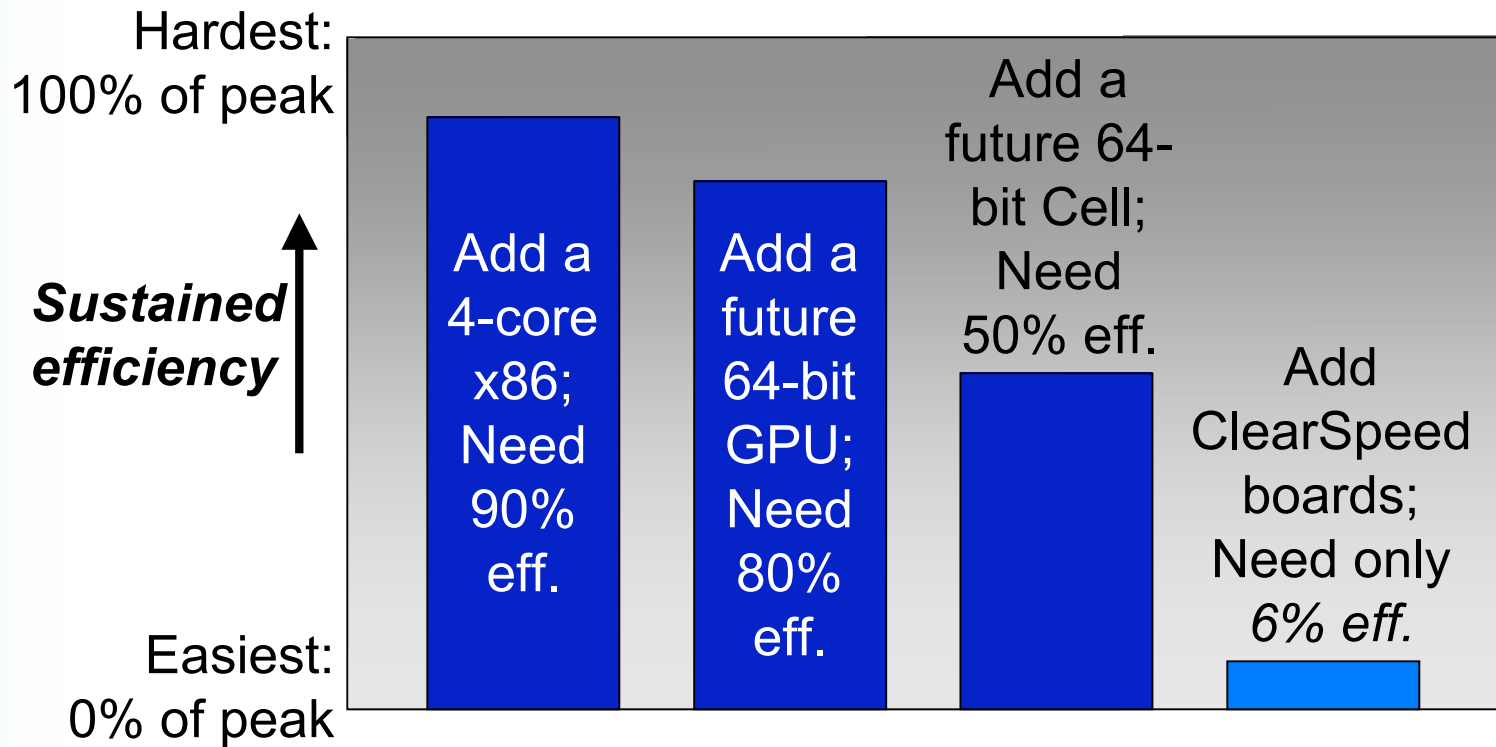 Hardest:
100% of peak
Sustained
efficiency
Easiest:
0% of peak
Add a
4-core
x86;
Need
90%
eff.
Add a
future
64-bit
GPU;
Need
80%
eff.
Add a
future 64-
bit Cell;
Need
50% eff.
Add
ClearSpeed
boards;
Need only
6% eff.